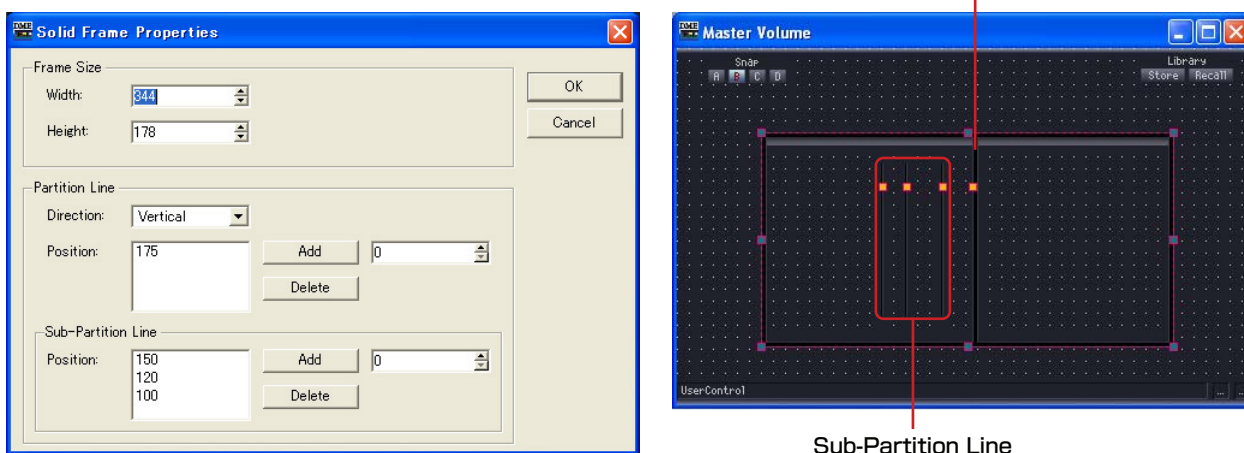 DME Solid Frame Properties
Frame Size
Width: 344
Height: 178
OK
Cancel
Partition Line
Direction: Vertical
Position: 175
Add 0
Delete
Sub-Partition Line
Position: 150
120
100
Add 0
Delete
DME Master Volume
Snap
A B C D
Library
Store Recall
UserControl
... ...
Sub-Partition Line